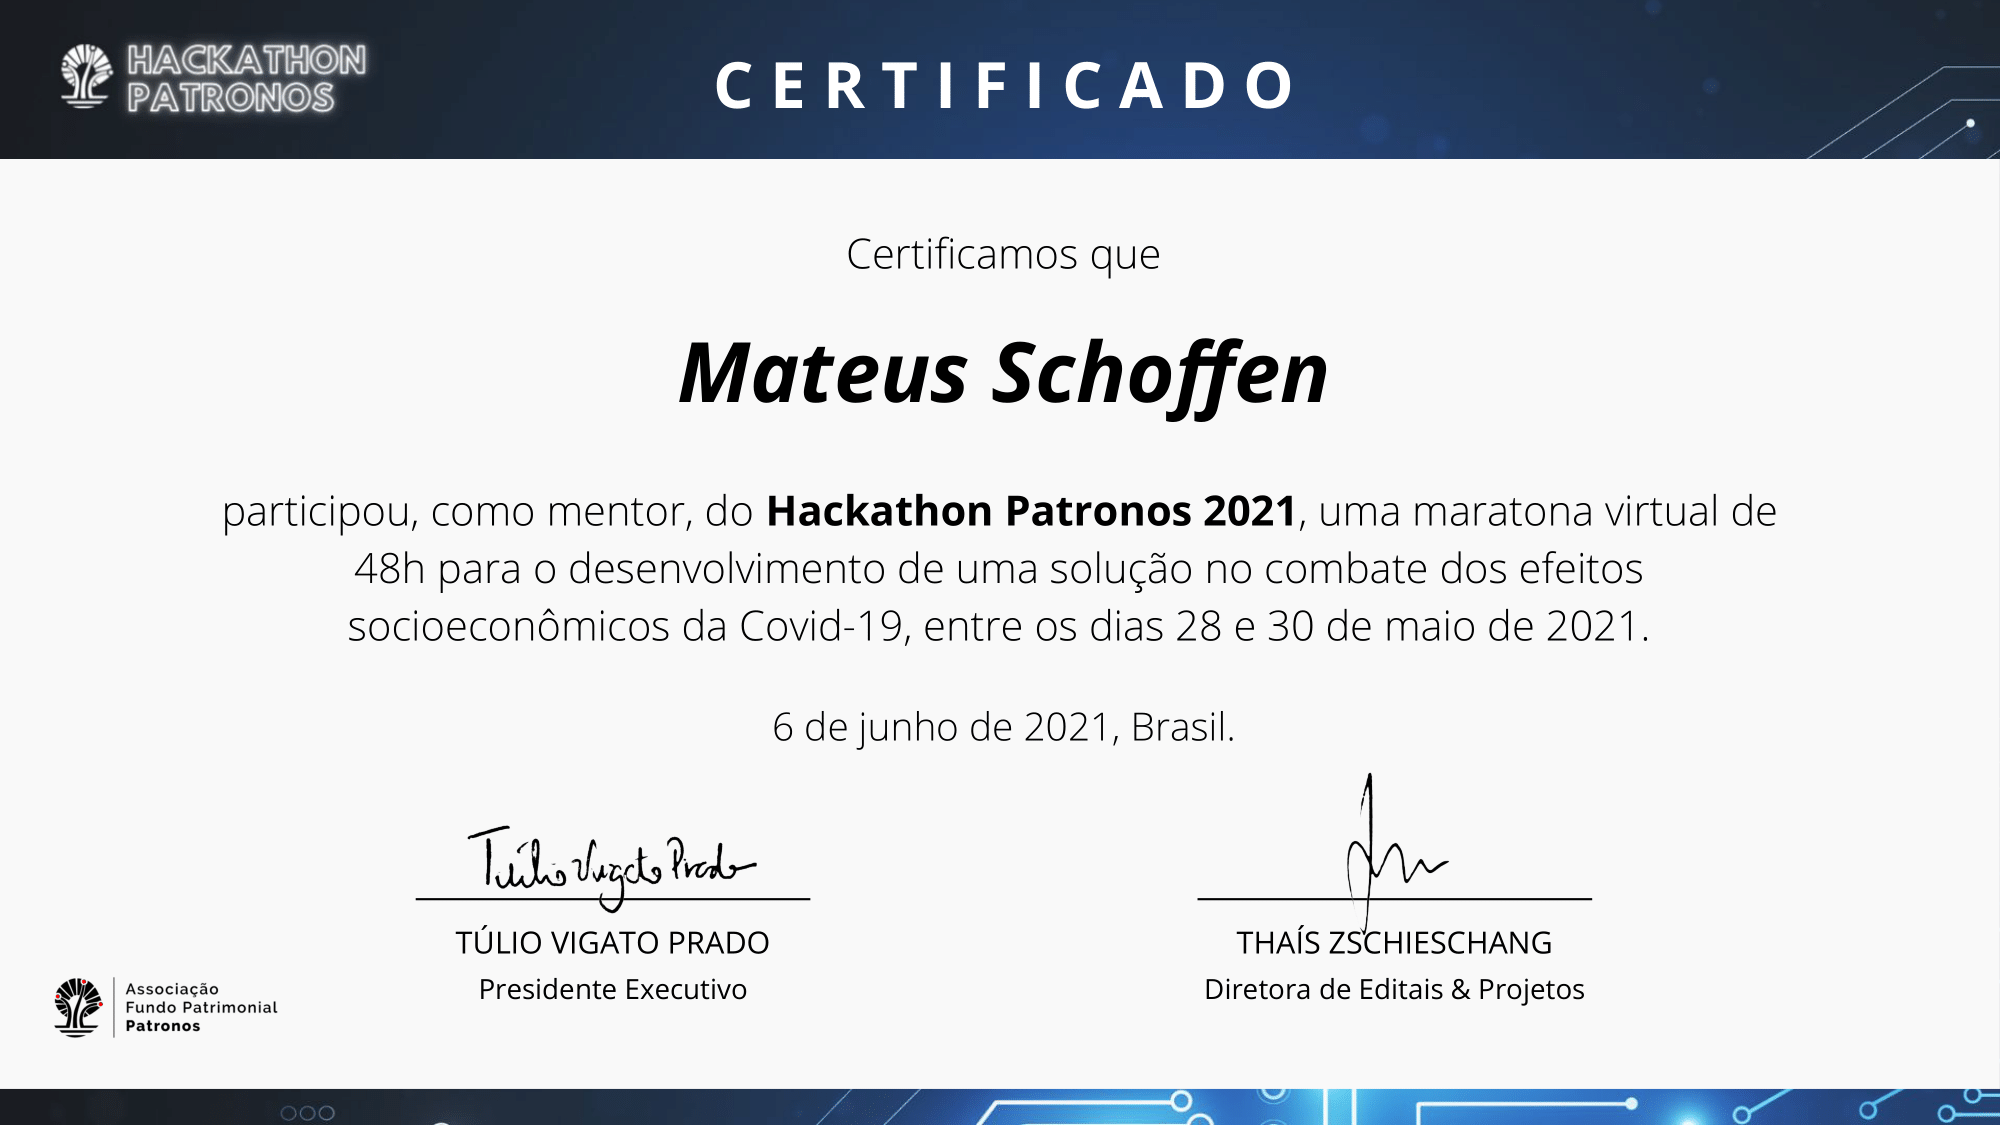 HACKATHON
PATRONOS
CERTIFICADO
Certificamos que
Mateus Schoffen
participou, como mentor, do Hackathon Patronos 2021, uma maratona virtual de
48h para o desenvolvimento de uma solução no combate dos efeitos
socioeconômicos da Covid-19, entre os dias 28 e 30 de maio de 2021.
6 de junho de 2021, Brasil.
Túlio Vigato Prado
TÚLIO VIGATO PRADO
Presidente Executivo
THAÍS ZSCHIESCHANG
Diretora de Editais & Projetos
Associação
Fundo Patrimonial
Patronos